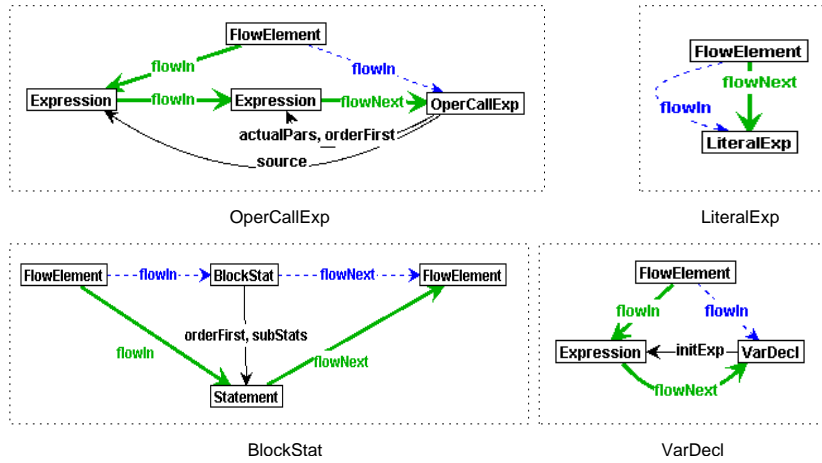 FlowElement
flowIn
flowIn
Expression
flowIn
Expression
flowNext
OperCallExp
actualPars, orderFirst
source
OperCallExp
FlowElement
flowNext
flowIn
LiteralExp
LiteralExp
FlowElement
flowIn
BlockStat
flowNext
FlowElement
orderFirst, subStats
flowIn
flowNext
Statement
BlockStat
FlowElement
flowIn
flowIn
Expression
initExp
VarDecl
flowNext
VarDecl